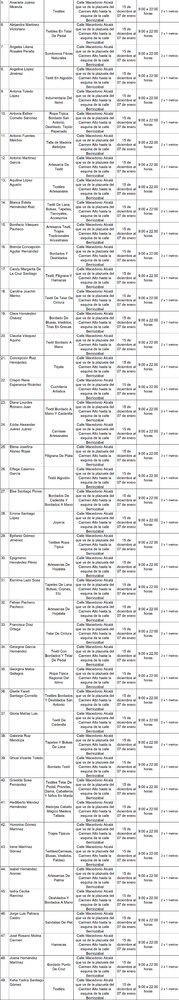 5. Anacleta Juárez
Miranda
Textiles
Calle Macedonio Alcalá
que va de la plazuela del
Carmen Alto hasta la
esquina de la calle
Berriozábal
15 de
diciembre al
07 de enero
9:00 a 22:00
horas
2 x 1 metros
6. Alejandra Martínez
Victoriano
Textiles En Telar
De Pedal
Calle Macedonio Alcalá
que va de la plazuela del
Carmen Alto hasta la
esquina de la calle
Berriozábal
15 de
diciembre al
07 de enero
9:00 a 22:00
horas
2 x 1 metros
7. Ángeles Liliana
Rosales Peralta
Sombreros Fibras
Naturales
Calle Macedonio Alcalá
que va de la plazuela del
Carmen Alto hasta la
esquina de la calle
Berriozábal
15 de
diciembre al
07 de enero
9:00 a 22:00
horas
2 x 1 metros
8. Angelina López
Jiménez
Textil En Algodón
Calle Macedonio Alcalá
que va de la plazuela del
Carmen Alto hasta la
esquina de la calle
Berriozábal
15 de
diciembre al
07 de enero
9:00 a 22:00
horas
2 x 1 metros
9. Antonia Toledo
López
Indumentaria Del
Itsmo
Calle Macedonio Alcalá
que va de la plazuela del
Carmen Alto hasta la
esquina de la calle
Berriozábal
15 de
diciembre al
07 de enero
9:00 a 22:00
horas
2 x 1 metros
10. Antonia Esther
Cornelio Sánchez
Ropa Típica
Bordado San
Antonio,
Deshilado, Tejido
Pepenado
Calle Macedonio Alcalá
que va de la plazuela del
Carmen Alto hasta la
esquina de la calle
Berriozábal
15 de
diciembre al
07 de enero
9:00 a 22:00
horas
2 x 1 metros
11. Antonio Fuentes
Melchor
Talla de Madera
Alebrijes
Calle Macedonio Alcalá
que va de la plazuela del
Carmen Alto hasta la
esquina de la calle
Berriozábal
15 de
diciembre al
07 de enero
9:00 a 22:00
horas
2 x 1 metros
12. Antonio Martínez
García
Artesanía De
Textil
Calle Macedonio Alcalá
que va de la plazuela del
Carmen Alto hasta la
esquina de la calle
Berriozábal
15 de
diciembre al
07 de enero
9:00 a 22:00
horas
2 x 1 metros
13. Aquilina López
Agustín
Textiles
Artesanales
Calle Macedonio Alcalá
que va de la plazuela del
Carmen Alto hasta la
esquina de la calle
Berriozábal
15 de
diciembre al
07 de enero
9:00 a 22:00
horas
2 x 1 metros
14. Blanca Estela
Hernández Ruiz
Textil De Lana,
Bolsas, Tapetes,
Tlacoyales,
Accesorios
Calle Macedonio Alcalá
que va de la plazuela del
Carmen Alto hasta la
esquina de la calle
Berriozábal
15 de
diciembre al
07 de enero
9:00 a 22:00
horas
2 x 1 metros
15. Bonifacio Vásquez
Pacheco
Artesanía Textil,
Trajes
Tradicionales
Ancestrales
Calle Macedonio Alcalá
que va de la plazuela del
Carmen Alto hasta la
esquina de la calle
Berriozábal
15 de
diciembre al
07 de enero
9:00 a 22:00
horas
2 x 1 metros
16. Brenda Concepción
Aguilar Hernández
Bordados Y
Deshilados
Calle Macedonio Alcalá
que va de la plazuela del
Carmen Alto hasta la
esquina de la calle
Berriozábal
15 de
diciembre al
07 de enero
9:00 a 22:00
horas
2 x 1 metros
17. Candy Margarita De
La Cruz Santiago
Textil, Filigrana Y
Hamacas
Calle Macedonio Alcalá
que va de la plazuela del
Carmen Alto hasta la
esquina de la calle
Berriozábal
15 de
diciembre al
07 de enero
9:00 a 22:00
horas
2 x 1 metros
18. Carolina Joachin
Merino
Textil De Telar De
Cintura
Calle Macedonio Alcalá
que va de la plazuela del
Carmen Alto hasta la
esquina de la calle
Berriozábal
15 de
diciembre al
07 de enero
9:00 a 22:00
horas
2 x 1 metros
19. Clara Hernández
Chávez
Bordado De
Blusas, Vestidos,
Tiras En Grecas
Calle Macedonio Alcalá
que va de la plazuela del
Carmen Alto hasta la
esquina de la calle
Berriozábal
15 de
diciembre al
07 de enero
9:00 a 22:00
horas
2 x 1 metros
20. Claudia Vásquez
Aquino
Textil Bordado A
Mano
Calle Macedonio Alcalá
que va de la plazuela del
Carmen Alto hasta la
esquina de la calle
Berriozábal
15 de
diciembre al
07 de enero
9:00 a 22:00
horas
2 x 1 metros
21. Concepción Ruiz
Hernández
Téjate
Calle Macedonio Alcalá
que va de la plazuela del
Carmen Alto hasta la
esquina de la calle
Berriozábal
15 de
diciembre al
07 de enero
9:00 a 22:00
horas
2 x 1 metros
22. Crispin Rene
Esperanza Ricárdez
Cuchillería
Artística
Calle Macedonio Alcalá
que va de la plazuela del
Carmen Alto hasta la
esquina de la calle
Berriozábal
15 de
diciembre al
07 de enero
9:00 a 22:00
horas
2 x 1 metros
23. Diana Lourdes
Romero Juan
Textil Bordado A
Mano Y Cadenilla
Calle Macedonio Alcalá
que va de la plazuela del
Carmen Alto hasta la
esquina de la calle
Berriozábal
15 de
diciembre al
07 de enero
9:00 a 22:00
horas
2 x 1 metros
24. Eddie Alexander
Juárez Juárez
Camisas
Artesanales
Calle Macedonio Alcalá
que va de la plazuela del
Carmen Alto hasta la
esquina de la calle
Berriozábal
15 de
diciembre al
07 de enero
9:00 a 22:00
horas
2 x 1 metros
25. Elena Josefina
Alonso Rojas
Filigrana De Plata
Calle Macedonio Alcalá
que va de la plazuela del
Carmen Alto hasta la
esquina de la calle
Berriozábal
15 de
diciembre al
07 de enero
9:00 a 22:00
horas
2 x 1 metros
26. Elfega Casimiro
García
Textil Algodón
Calle Macedonio Alcalá
que va de la plazuela del
Carmen Alto hasta la
esquina de la calle
Berriozábal
15 de
diciembre al
07 de enero
9:00 a 22:00
horas
2 x 1 metros
27. Elsa Santiago Flores
Bordados De
Cadenilla Y
Bordados A Mano
Calle Macedonio Alcalá
que va de la plazuela del
Carmen Alto hasta la
esquina de la calle
Berriozábal
15 de
diciembre al
07 de enero
9:00 a 22:00
horas
2 x 1 metros
28. Emma Santiago
López
Joyería
Calle Macedonio Alcalá
que va de la plazuela del
Carmen Alto hasta la
esquina de la calle
Berriozábal
15 de
diciembre al
07 de enero
9:00 a 22:00
horas
2 x 1 metros
29. Epifanio Gómez
Jiménez
Textiles Ropa
Típica
Calle Macedonio Alcalá
que va de la plazuela del
Carmen Alto hasta la
esquina de la calle
Berriozábal
15 de
diciembre al
07 de enero
9:00 a 22:00
horas
2 x 1 metros
30. Epigmenio
Hernández Pérez
Artesanías De
Hojalata
Calle Macedonio Alcalá
que va de la plazuela del
Carmen Alto hasta la
esquina de la calle
Berriozábal
15 de
diciembre al
07 de enero
9:00 a 22:00
horas
2 x 1 metros
31. Esmirna Lazo Sosa
Tapetes De Lana,
Bolsas, Cojines,
Etc.
Calle Macedonio Alcalá
que va de la plazuela del
Carmen Alto hasta la
esquina de la calle
Berriozábal
15 de
diciembre al
07 de enero
9:00 a 22:00
horas
2 x 1 metros
32. Fabian Pacheco
Pacheco
Artesanías De
Hojalata
Calle Macedonio Alcalá
que va de la plazuela del
Carmen Alto hasta la
esquina de la calle
Berriozábal
15 de
diciembre al
07 de enero
9:00 a 22:00
horas
2 x 1 metros
33. Francisca Díaz
Ortega
Telar De Cintura
Calle Macedonio Alcalá
que va de la plazuela del
Carmen Alto hasta la
esquina de la calle
Berriozábal
15 de
diciembre al
07 de enero
9:00 a 22:00
horas
2 x 1 metros
34. Georgina García
Hernández
Textil Con
Bordadod Y Telar
De Pedal
Calle Macedonio Alcalá
que va de la plazuela del
Carmen Alto hasta la
esquina de la calle
Berriozábal
15 de
diciembre al
07 de enero
9:00 a 22:00
horas
2 x 1 metros
35. Georgina Matus
Gallegos
Ropa Típica
Regional Del
Istmo
Calle Macedonio Alcalá
que va de la plazuela del
Carmen Alto hasta la
esquina de la calle
Berriozábal
15 de
diciembre al
07 de enero
9:00 a 22:00
horas
2 x 1 metros
36. Gisela Yanet
Santiago Cornelio
Textiles Bordados
Y Deshilados San
Antonio
Calle Macedonio Alcalá
que va de la plazuela del
Carmen Alto hasta la
esquina de la calle
Berriozábal
15 de
diciembre al
07 de enero
9:00 a 22:00
horas
2 x 1 metros
37. Gloria Matías Luis
Textil De
Cadenilla
Calle Macedonio Alcalá
que va de la plazuela del
Carmen Alto hasta la
esquina de la calle
Berriozábal
15 de
diciembre al
07 de enero
9:00 a 22:00
horas
2 x 1 metros
38. Gabriela Ruiz
Mendoza
Tapetes Y Bolsas
De Lana
Calle Macedonio Alcalá
que va de la plazuela del
Carmen Alto hasta la
esquina de la calle
Berriozábal
15 de
diciembre al
07 de enero
9:00 a 22:00
horas
2 x 1 metros
39. Gricel Vicente Toledo
Bordado Textil
Calle Macedonio Alcalá
que va de la plazuela del
Carmen Alto hasta la
esquina de la calle
Berriozábal
15 de
diciembre al
07 de enero
9:00 a 22:00
horas
2 x 1 metros
40. Griselda Sosa
Fernández
Textiles Telar De
Pedal, Prendas,
Dama, Caballeros
Y Niños En Manta
Calle Macedonio Alcalá
que va de la plazuela del
Carmen Alto hasta la
esquina de la calle
Berriozábal
15 de
diciembre al
07 de enero
9:00 a 22:00
horas
2 x 1 metros
41. Hedilberto Méndez
Hernández
Alebrijes Caballo
Mágico Madera
Tallada
Calle Macedonio Alcalá
que va de la plazuela del
Carmen Alto hasta la
esquina de la calle
Berriozábal
15 de
diciembre al
07 de enero
9:00 a 22:00
horas
2 x 1 metros
42. Honorina Gómez
Martínez
Trajes Típicos
Calle Macedonio Alcalá
que va de la plazuela del
Carmen Alto hasta la
esquina de la calle
Berriozábal
15 de
diciembre al
07 de enero
9:00 a 22:00
horas
2 x 1 metros
43. Irene Martínez
Gómez
Textiles(Camisas,
Blusas, Vestidos,
Faldas)
Calle Macedonio Alcalá
que va de la plazuela del
Carmen Alto hasta la
esquina de la calle
Berriozábal
15 de
diciembre al
07 de enero
9:00 a 22:00
horas
2 x 1 metros
44. Isabel Hernández
Arenas
Artesanías De
Palma
Calle Macedonio Alcalá
que va de la plazuela del
Carmen Alto hasta la
esquina de la calle
Berriozábal
15 de
diciembre al
07 de enero
9:00 a 22:00
horas
2 x 1 metros
45. Isidra Cecilia
Ramírez
Deshilados Y
Bordados A Mano
Calle Macedonio Alcalá
que va de la plazuela del
Carmen Alto hasta la
esquina de la calle
Berriozábal
15 de
diciembre al
07 de enero
9:00 a 22:00
horas
2 x 1 metros
46. Jorge Luis Patraca
Castro
Sandalias De Piel
Calle Macedonio Alcalá
que va de la plazuela del
Carmen Alto hasta la
esquina de la calle
Berriozábal
15 de
diciembre al
07 de enero
9:00 a 22:00
horas
2 x 1 metros
47. José Rosario Molina
Carmen
Hamacas
Calle Macedonio Alcalá
que va de la plazuela del
Carmen Alto hasta la
esquina de la calle
Berriozábal
15 de
diciembre al
07 de enero
9:00 a 22:00
horas
2 x 1 metros
48. Juana Hernández
Martínez
Bordado Punto
De Cruz
Calle Macedonio Alcalá
que va de la plazuela del
Carmen Alto hasta la
esquina de la calle
Berriozábal
15 de
diciembre al
07 de enero
9:00 a 22:00
horas
2 x 1 metros
49. Katia Yadira Santiago
Gómez
Textiles
Calle Macedonio Alcalá
que va de la plazuela del
Carmen Alto hasta la
esquina de la calle
Berriozábal
15 de
diciembre al
07 de enero
9:00 a 22:00
horas
2 x 1 metros